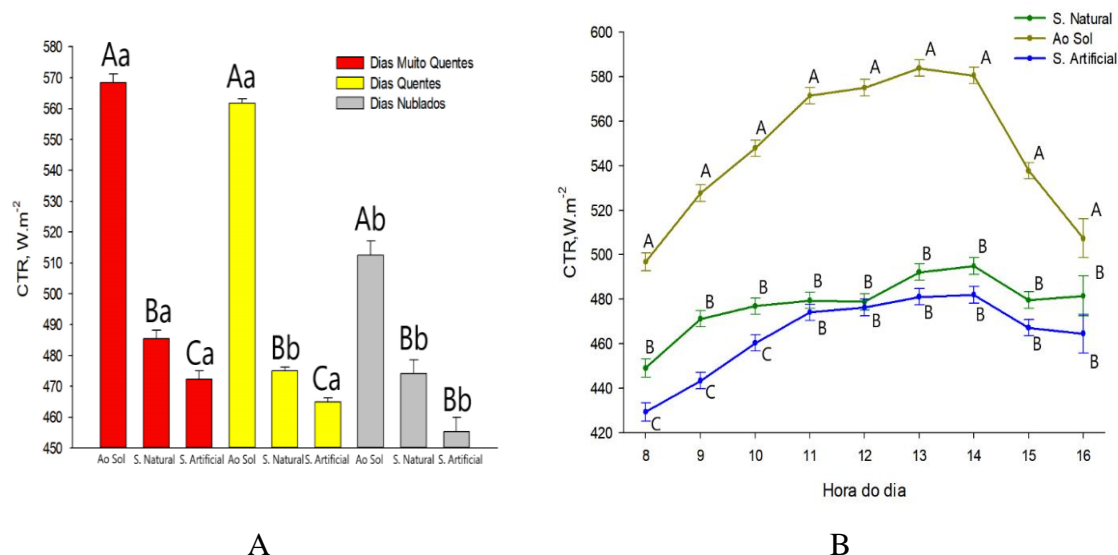 580
570
560
550
540
530
520
510
500
490
480
470
460
450
CTR, W.m-2
Aa
Ba
Ca
Aa
Bb
Ca
Ab
Bb
Bb
Dias Muito Quentes
Dias Quentes
Dias Nublados
Ao Sol S. Natural S. Artificial Ao Sol S. Natural S. Artificial Ao Sol S. Natural S. Artificial
A
S. Natural
Ao Sol
S. Artificial
600
580
560
540
520
500
480
460
440
420
CTR,W.m-2
A A A A A A A A A
B B B B B B B B B
C C C B B B B B B
8 9 10 11 12 13 14 15 16
Hora do dia
B